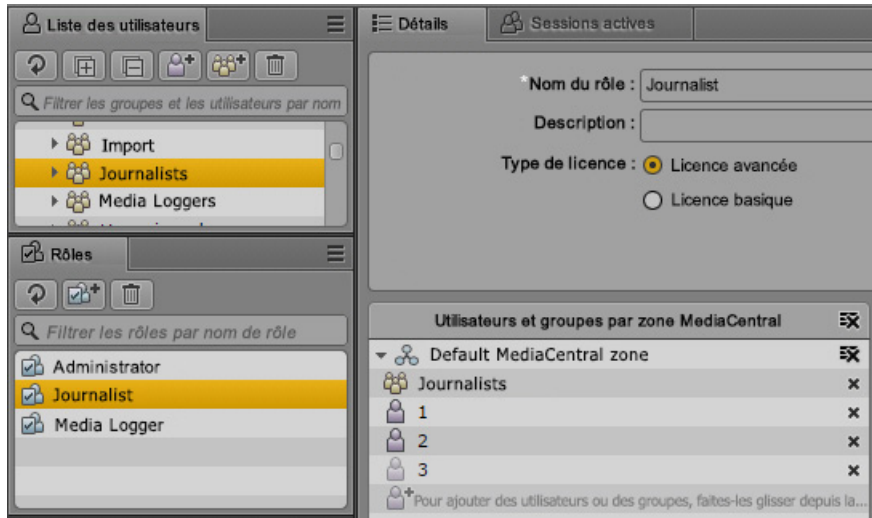 Liste des utilisateurs
Filtrer les groupes et les utilisateurs par nom
Import
Journalists
Media Loggers
Rôles
Filtrer les rôles par nom de rôle
Administrator
Journalist
Media Logger
Détails
Sessions actives
*Nom du rôle : Journalist
Description :
Type de licence : Licence avancée
Licence basique
Utilisateurs et groupes par zone MediaCentral
Default MediaCentral zone
Journalists
1
2
3
Pour ajouter des utilisateurs ou des groupes, faites-les glisser depuis la...